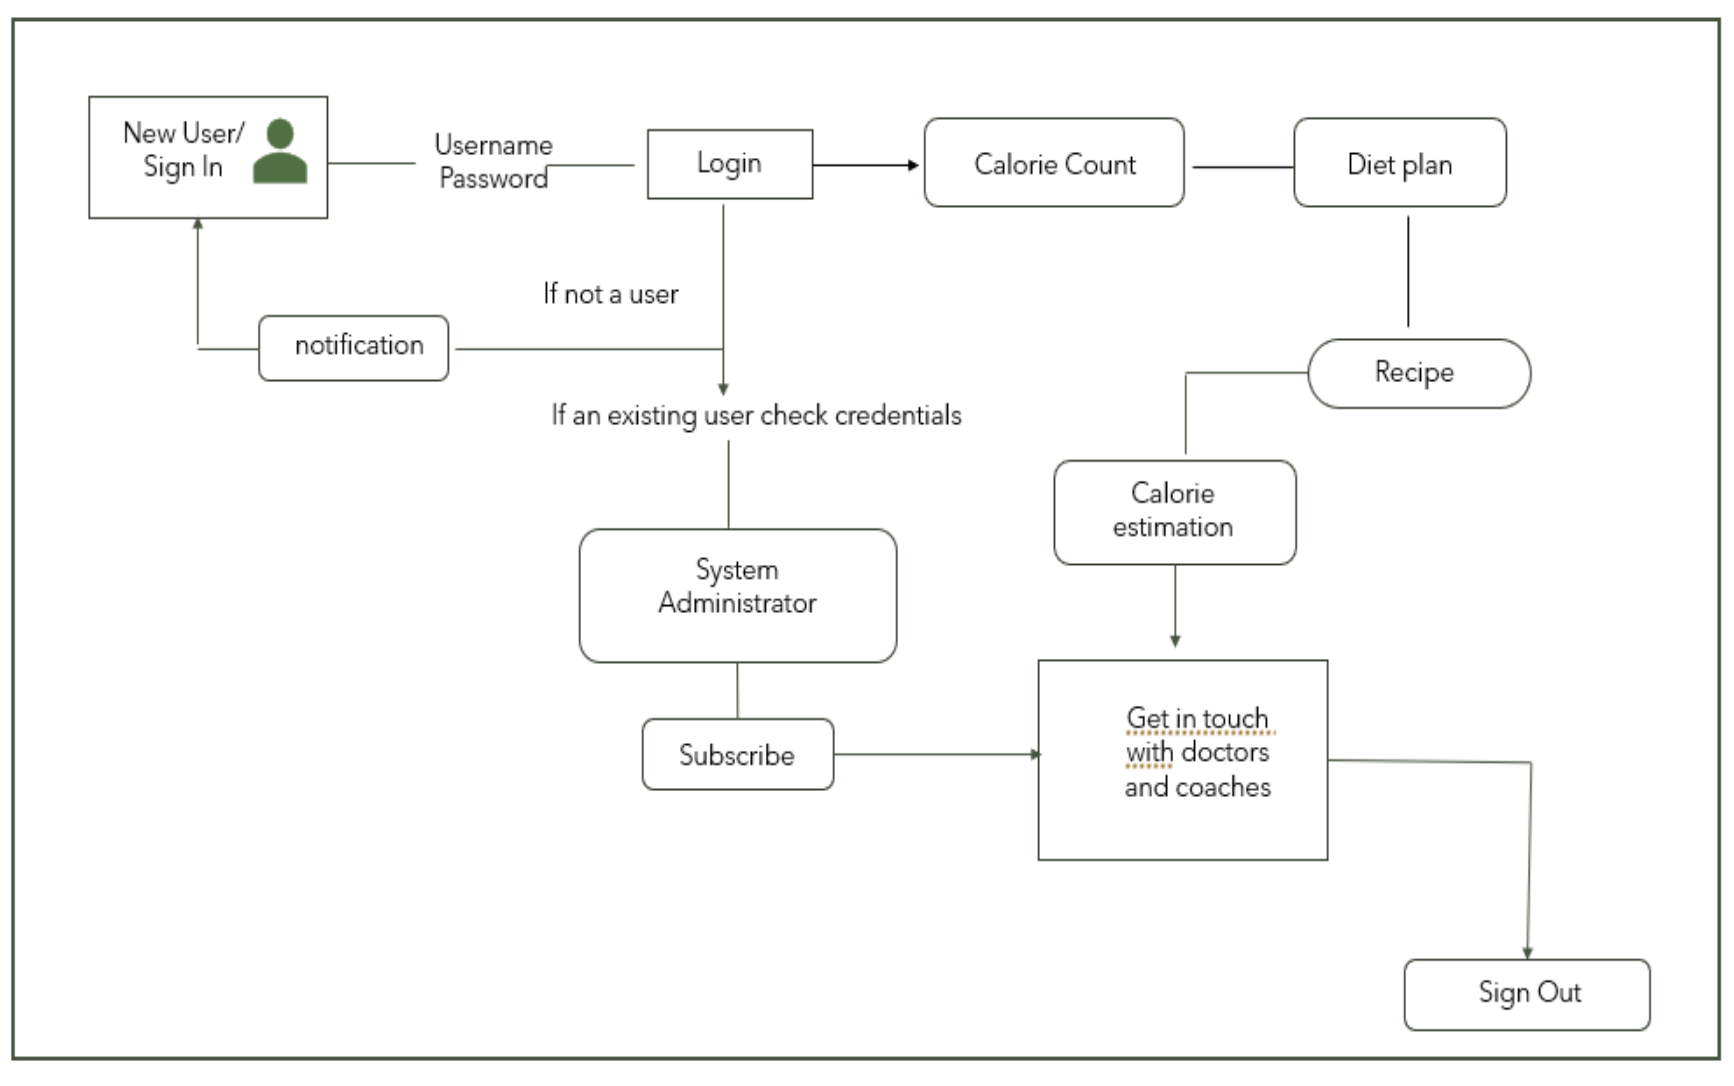 New User/
Sign In
Username
Password
Login
Calorie Count
Diet plan
If not a user
notification
Recipe
If an existing user check credentials
Calorie
estimation
System
Administrator
Subscribe
Get in touch
with doctors
and coaches
Sign Out